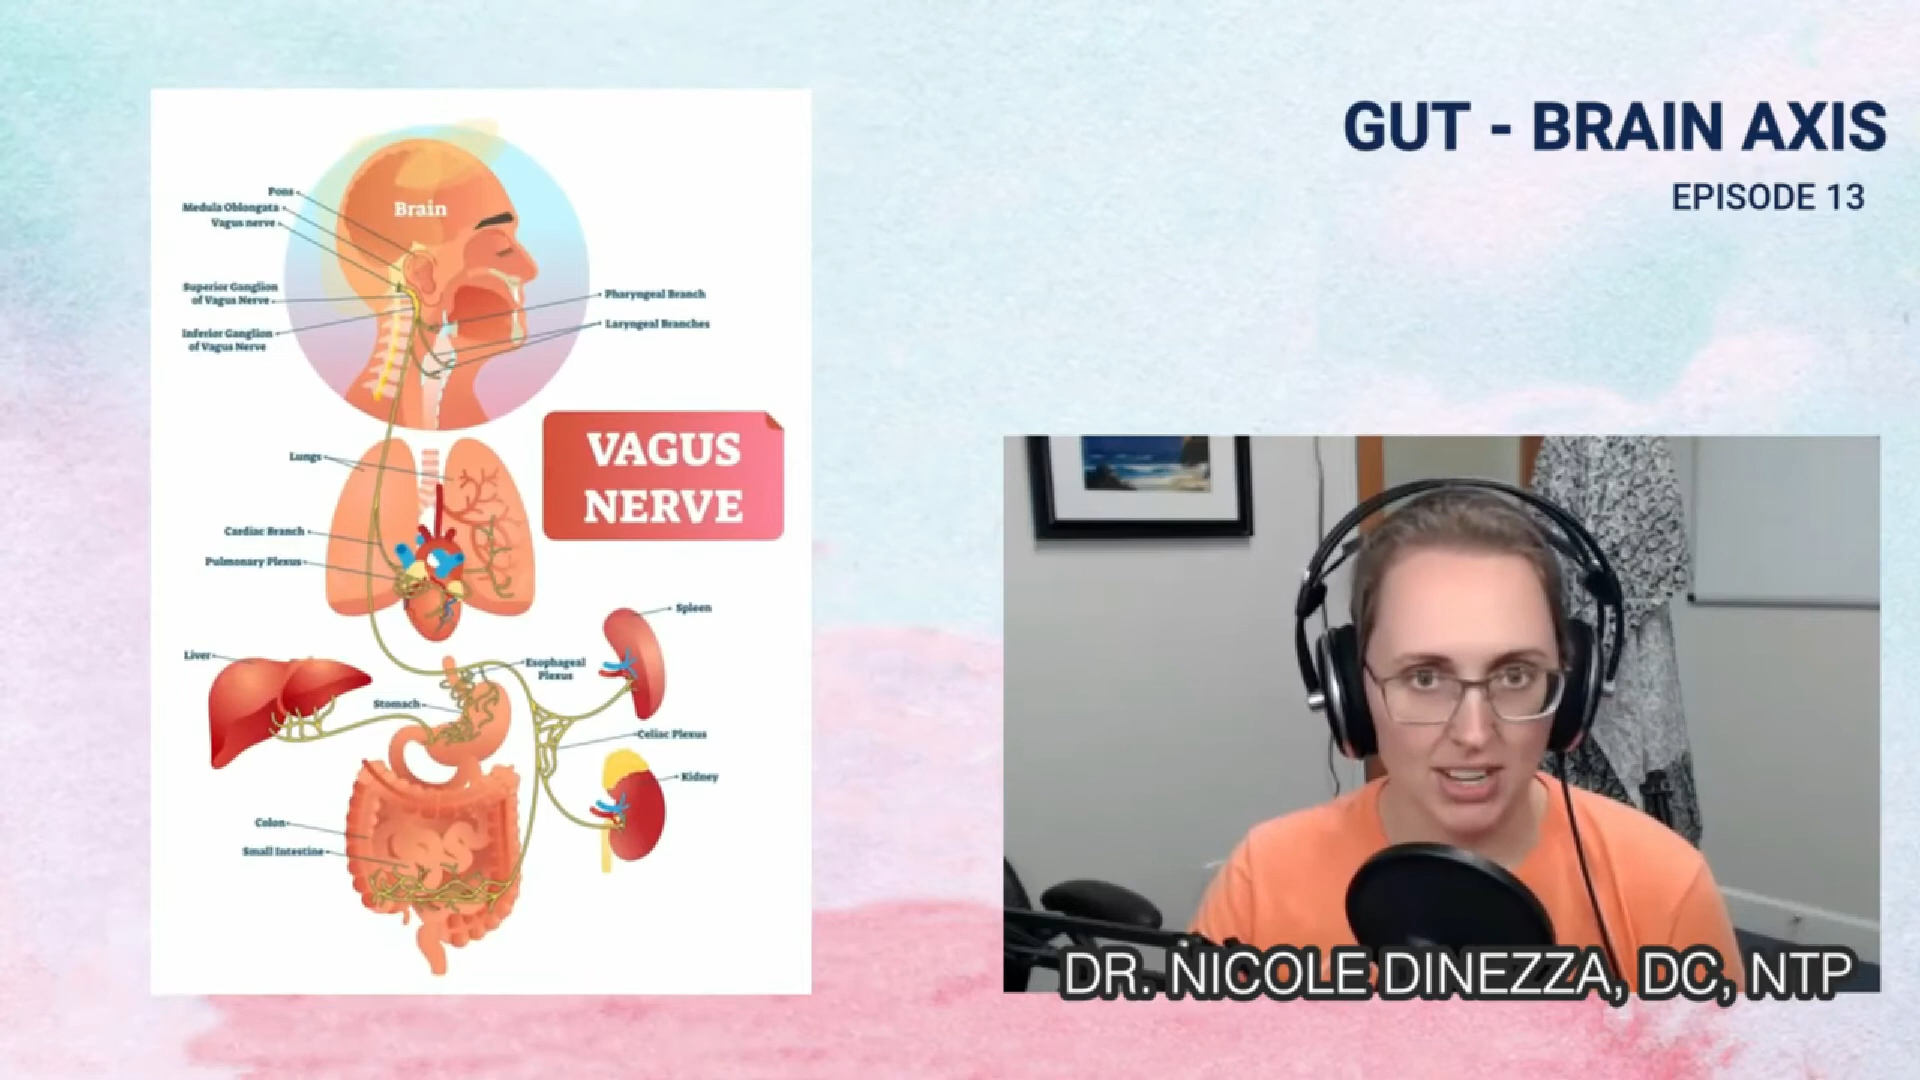 GUT - BRAIN AXIS
EPISODE 13
Pons
Medula Oblongata
Vagus nerve
Brain
Superior Ganglion
of Vagus Nerve
Inferior Ganglion
of Vagus Nerve
Pharyngeal Branch
Laryngeal Branches
VAGUS
NERVE
Lungs
Cardiac Branch
Pulmonary Plexus
Spleen
Liver
Esophageal
Plexus
Stomach
Celiac Plexus
Kidney
Colon
Small Intestine
DR. NICOLE DINEZZA, DC, NTP